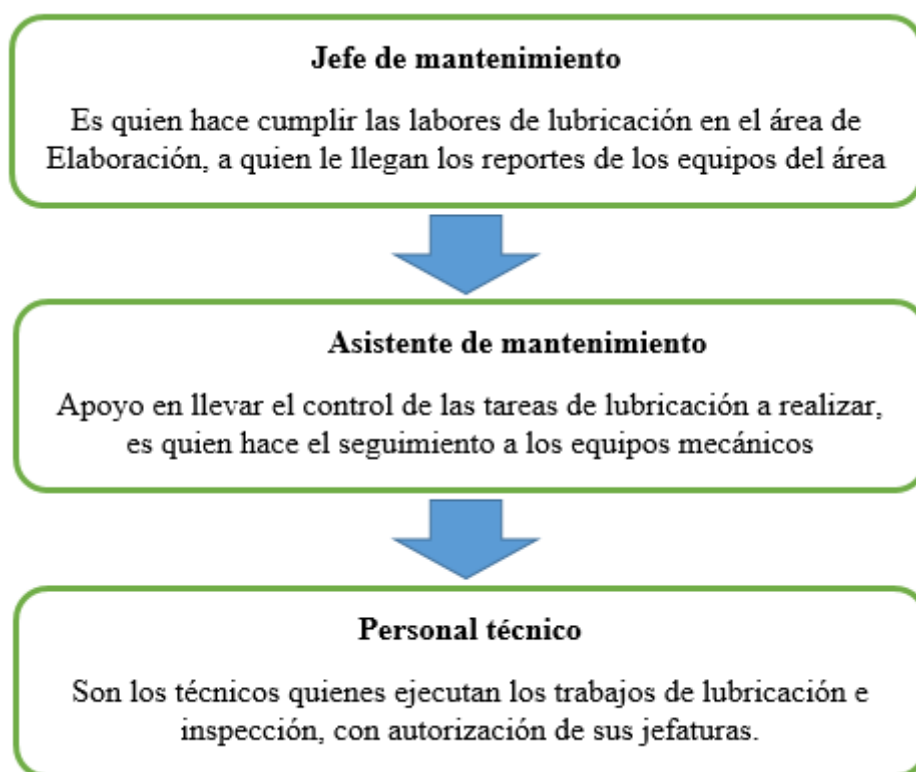 Jefe de mantenimiento
Es quien hace cumplir las labores de lubricación en el área de
Elaboración, a quien le llegan los reportes de los equipos del área
Asistente de mantenimiento
Apoyo en llevar el control de las tareas de lubricación a realizar,
es quien hace el seguimiento a los equipos mecánicos
Personal técnico
Son los técnicos quienes ejecutan los trabajos de lubricación e
inspección, con autorización de sus jefaturas.